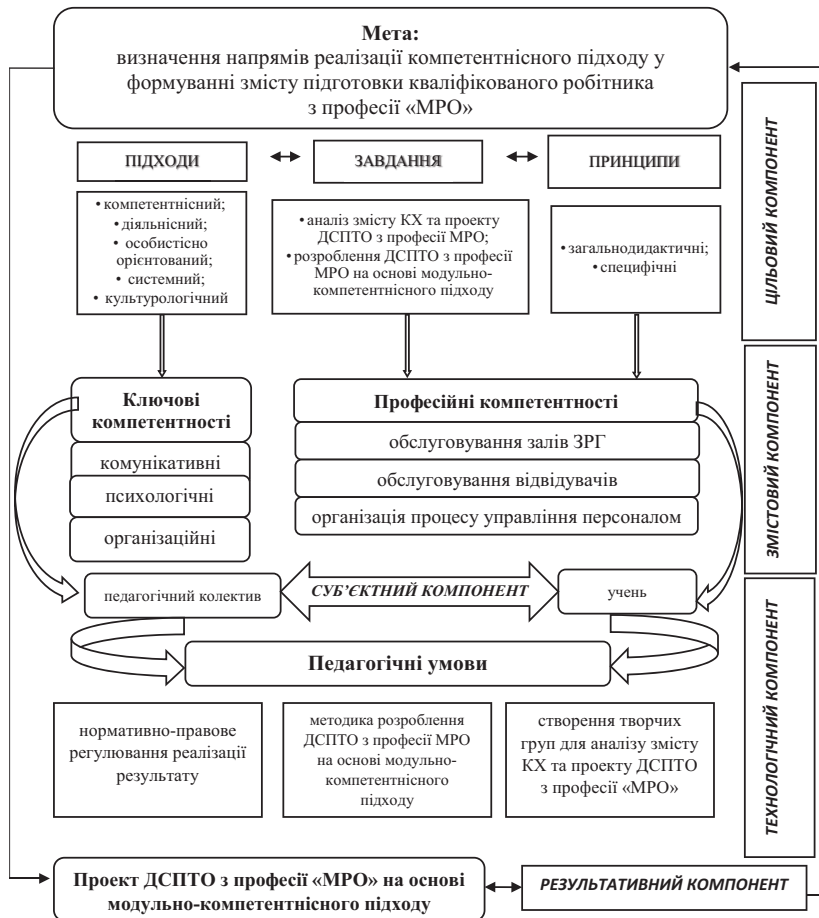 Мета:
визначення напрямів реалізації компетентнісного підходу у
формуванні змісту підготовки кваліфікованого робітника
з професії «МРО»
ПІДХОДИ
ЗАВДАННЯ
ПРИНЦИПИ
• компетентнісний;
• діяльнісний;
• особистісно
орієнтований;
• системний;
• культурологічний
• аналіз змісту КХ та проекту
ДСПТО з професії МРО;
• розроблення ДСПТО з професії
МРО на основі модульно-
компетентнісного підходу
• загальнодидактичні;
• специфічні
ЦІЛЬОВИЙ КОМПОНЕНТ
Ключові
компетентності
комунікативні
психологічні
організаційні
Професійні компетентності
обслуговування залів ЗРГ
обслуговування відвідувачів
організація процесу управління персоналом
ЗМІСТОВИЙ КОМПОНЕНТ
педагогічний колектив
СУБ’ЄКТНИЙ КОМПОНЕНТ
учень
Педагогічні умови
нормативно-правове
регулювання реалізації
результату
методика розроблення
ДСПТО з професії МРО
на основі модульно-
компетентнісного
підходу
створення творчих
груп для аналізу змісту
КХ та проекту ДСПТО
з професії «МРО»
ТЕХНОЛОГІЧНИЙ КОМПОНЕНТ
Проект ДСПТО з професії «МРО» на основі
модульно-компетентнісного підходу
РЕЗУЛЬТАТИВНИЙ КОМПОНЕНТ